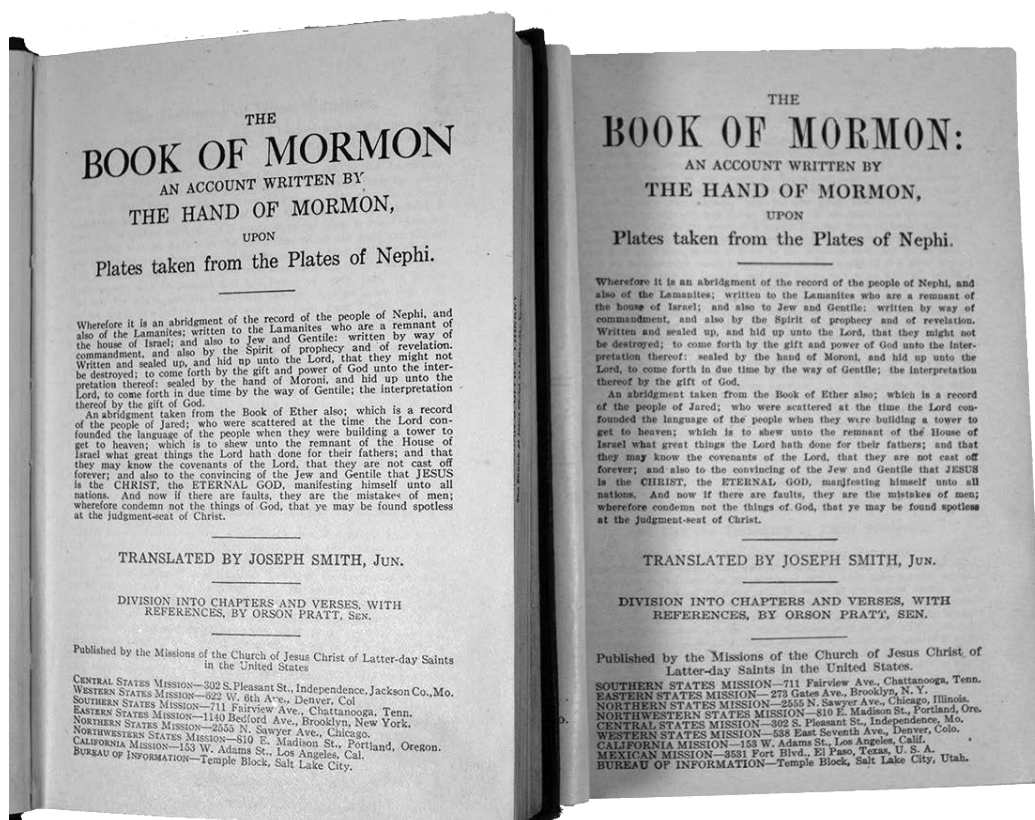 THE
BOOK OF MORMON
AN ACCOUNT WRITTEN BY
THE HAND OF MORMON,
UPON
Plates taken from the Plates of Nephi.
Wherefore it is an abridgment of the record of the people of Nephi, and
also of the Lamanites; written to the Lamanites who are a remnant of
the house of Israel; and also to Jew and Gentile: written by way of
commandment, and also by the Spirit of prophecy and of revelation.
Written and sealed up, and hid up unto the Lord, that they might not
be destroyed; to come forth by the gift and power of God unto the inter-
pretation thereof: sealed by the hand of Moroni, and hid up unto the
Lord, to come forth in due time by the way of Gentile; the interpretation
thereof by the gift of God.
An abridgment taken from the Book of Ether also; which is a record
of the people of Jared; who were scattered at the time the Lord con-
founded the language of the people when they were building a tower to
get to heaven; which is to shew unto the remnant of the House of
Israel what great things the Lord hath done for their fathers; and that
they may know the covenants of the Lord, that they are not cast off
forever; and also to the convincing of the Jew and Gentile that JESUS
is the CHRIST, the ETERNAL GOD, manifesting himself unto all
nations. And now if there are faults, they are the mistakes of men;
wherefore condemn not the things of God, that ye may be found spotless
at the judgment-seat of Christ.
TRANSLATED BY JOSEPH SMITH, JUN.
DIVISION INTO CHAPTERS AND VERSES, WITH
REFERENCES, BY ORSON PRATT, SEN.
Published by the Missions of the Church of Jesus Christ of Latter-day Saints
in the United States
CENTRAL STATES MISSION—302 S. Pleasant St., Independence, Jackson Co., Mo.
WESTERN STATES MISSION—622 W. 6th Ave., Denver, Col
SOUTHERN STATES MISSION—711 Fairview Ave., Chattanooga, Tenn.
EASTERN STATES MISSION—1140 Bedford Ave., Brooklyn, New York.
NORTHERN STATES MISSION—2555 N. Sawyer Ave., Chicago.
NORTHWESTERN STATES MISSION—810 E. Madison St., Portland, Oregon.
CALIFORNIA MISSION—153 W. Adams St., Los Angeles, Cal.
BUREAU OF INFORMATION—Temple Block, Salt Lake City.
THE
BOOK OF MORMON:
AN ACCOUNT WRITTEN BY
THE HAND OF MORMON,
UPON
Plates taken from the Plates of Nephi.
Wherefore it is an abridgment of the record of the people of Nephi, and
also of the Lamanites; written to the Lamanites who are a remnant of
the house of Israel; and also to Jew and Gentile: written by way of
commandment, and also by the Spirit of prophecy and of revelation.
Written and sealed up, and hid up unto the Lord, that they might not
be destroyed; to come forth by the gift and power of God unto the inter-
pretation thereof: sealed by the hand of Moroni, and hid up unto the
Lord, to come forth in due time by the way of Gentile; the interpretation
thereof by the gift of God.
An abridgment taken from the Book of Ether also; which is a record
of the people of Jared; who were scattered at the time the Lord con-
founded the language of the people when they were building a tower to
get to heaven; which is to shew unto the remnant of the House of
Israel what great things the Lord hath done for their fathers; and that
they may know the covenants of the Lord, that they are not cast off
forever; and also to the convincing of the Jew and Gentile that JESUS
is the CHRIST, the ETERNAL GOD, manifesting himself unto all
nations. And now if there are faults, they are the mistakes of men;
wherefore condemn not the things of God, that ye may be found spotless
at the judgment-seat of Christ.
TRANSLATED BY JOSEPH SMITH, JUN.
DIVISION INTO CHAPTERS AND VERSES, WITH
REFERENCES, BY ORSON PRATT, SEN.
Published by the Missions of the Church of Jesus Christ of
Latter-day Saints in the United States.
SOUTHERN STATES MISSION—711 Fairview Ave., Chattanooga, Tenn.
EASTERN STATES MISSION—273 Gates Ave., Brooklyn, N. Y.
NORTHERN STATES MISSION—2555 N. Sawyer Ave., Chicago, Illinois.
NORTHWESTERN STATES MISSION—810 E. Madison St., Portland, Ore.
CENTRAL STATES MISSION—302 S. Pleasant St., Independence, Mo.
WESTERN STATES MISSION—538 East Seventh Ave., Denver, Colo.
CALIFORNIA MISSION—153 W. Adams St., Los Angeles, Calif.
MEXICAN MISSION—3531 Fort Blvd., El Paso, Texas, U. S. A.
BUREAU OF INFORMATION—Temple Block, Salt Lake City, Utah.